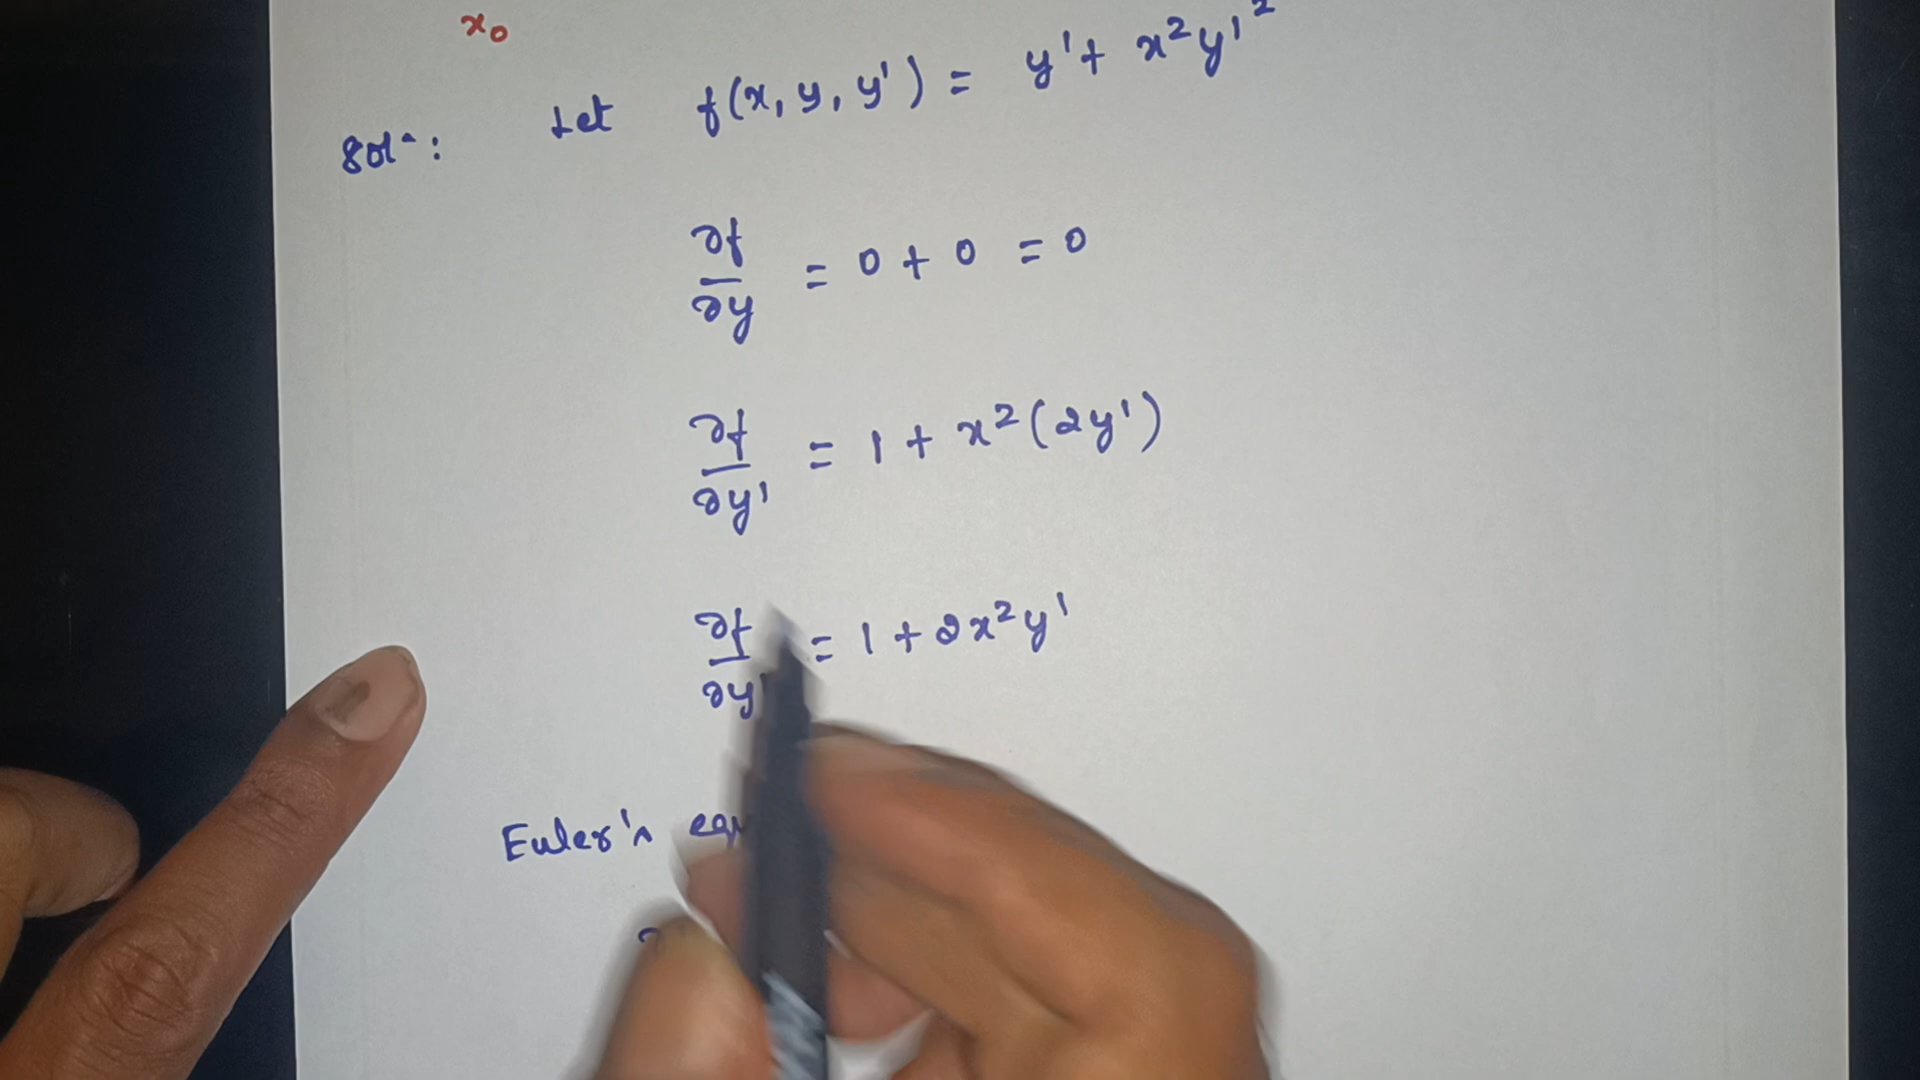 x₀
Let f(x, y, y') = y' + x²y'²
Solⁿ:
∂f/∂y = 0 + 0 = 0
∂f/∂y' = 1 + x²(2y')
∂f/∂y' = 1 + 2x²y'
Euler's